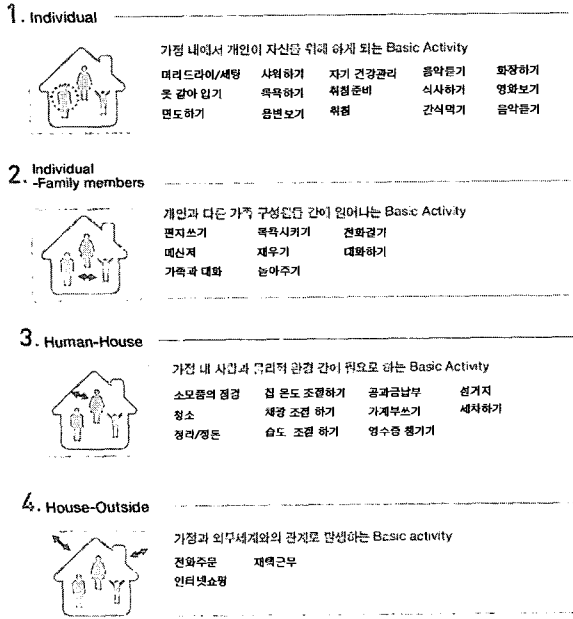 1. Individual
가정 내에서 개인이 자신을 위해 하게 되는 Basic Activity
머리드라이/세팅 샤워하기 자기 건강관리 음악듣기 화장하기
옷 갈아 입기 목욕하기 취침준비 식사하기 영화보기
면도하기 용변보기 취침 간식먹기 음악듣기
2. Individual
-Family members
개인과 다른 가족 구성원들 간에 일어나는 Basic Activity
편지쓰기 목욕시키기 전화걸기
메신저 재우기 대화하기
가족과 대화 놀아주기
3. Human-House
가정 내 사람과 물리적 환경 간에 필요로 하는 Basic Activity
소모품의 점검 집 온도 조절하기 공과금납부 설거지
청소 채광 조절 하기 가계부쓰기 세차하기
정리/정돈 습도 조절 하기 영수증 챙기기
4. House-Outside
가정과 외부세계와의 관계로 발생하는 Basic activity
전화주문 재택근무
인터넷쇼핑